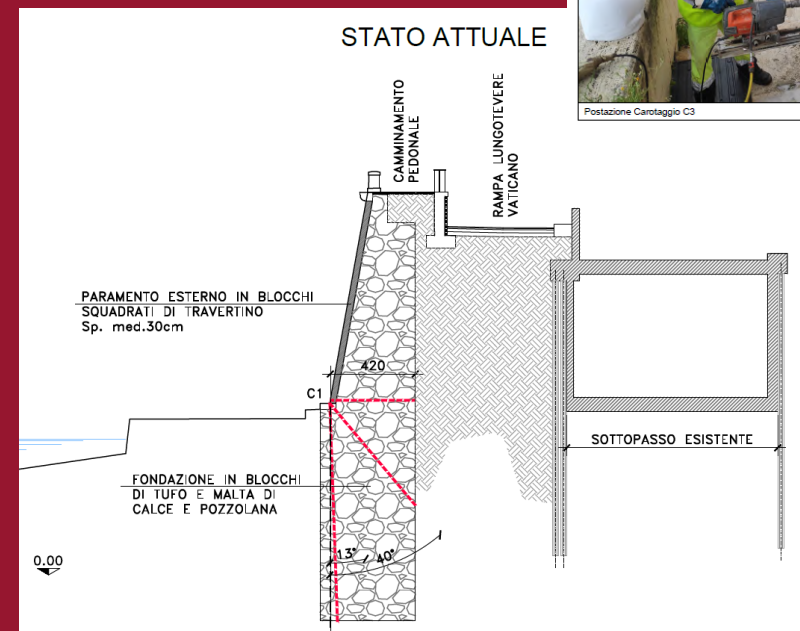 STATO ATTUALE
Postazione Carotaggio C3
CAMMINAMENTO
PEDONALE
RAMPA LUNGOTEVERE
VATICANO
PARAMENTO ESTERNO IN BLOCCHI
SQUADRATI DI TRAVERTINO
Sp. med.30cm
420
C1
SOTTOPASSO ESISTENTE
FONDAZIONE IN BLOCCHI
DI TUFO E MALTA DI
CALCE E POZZOLANA
13°
40°
0.00